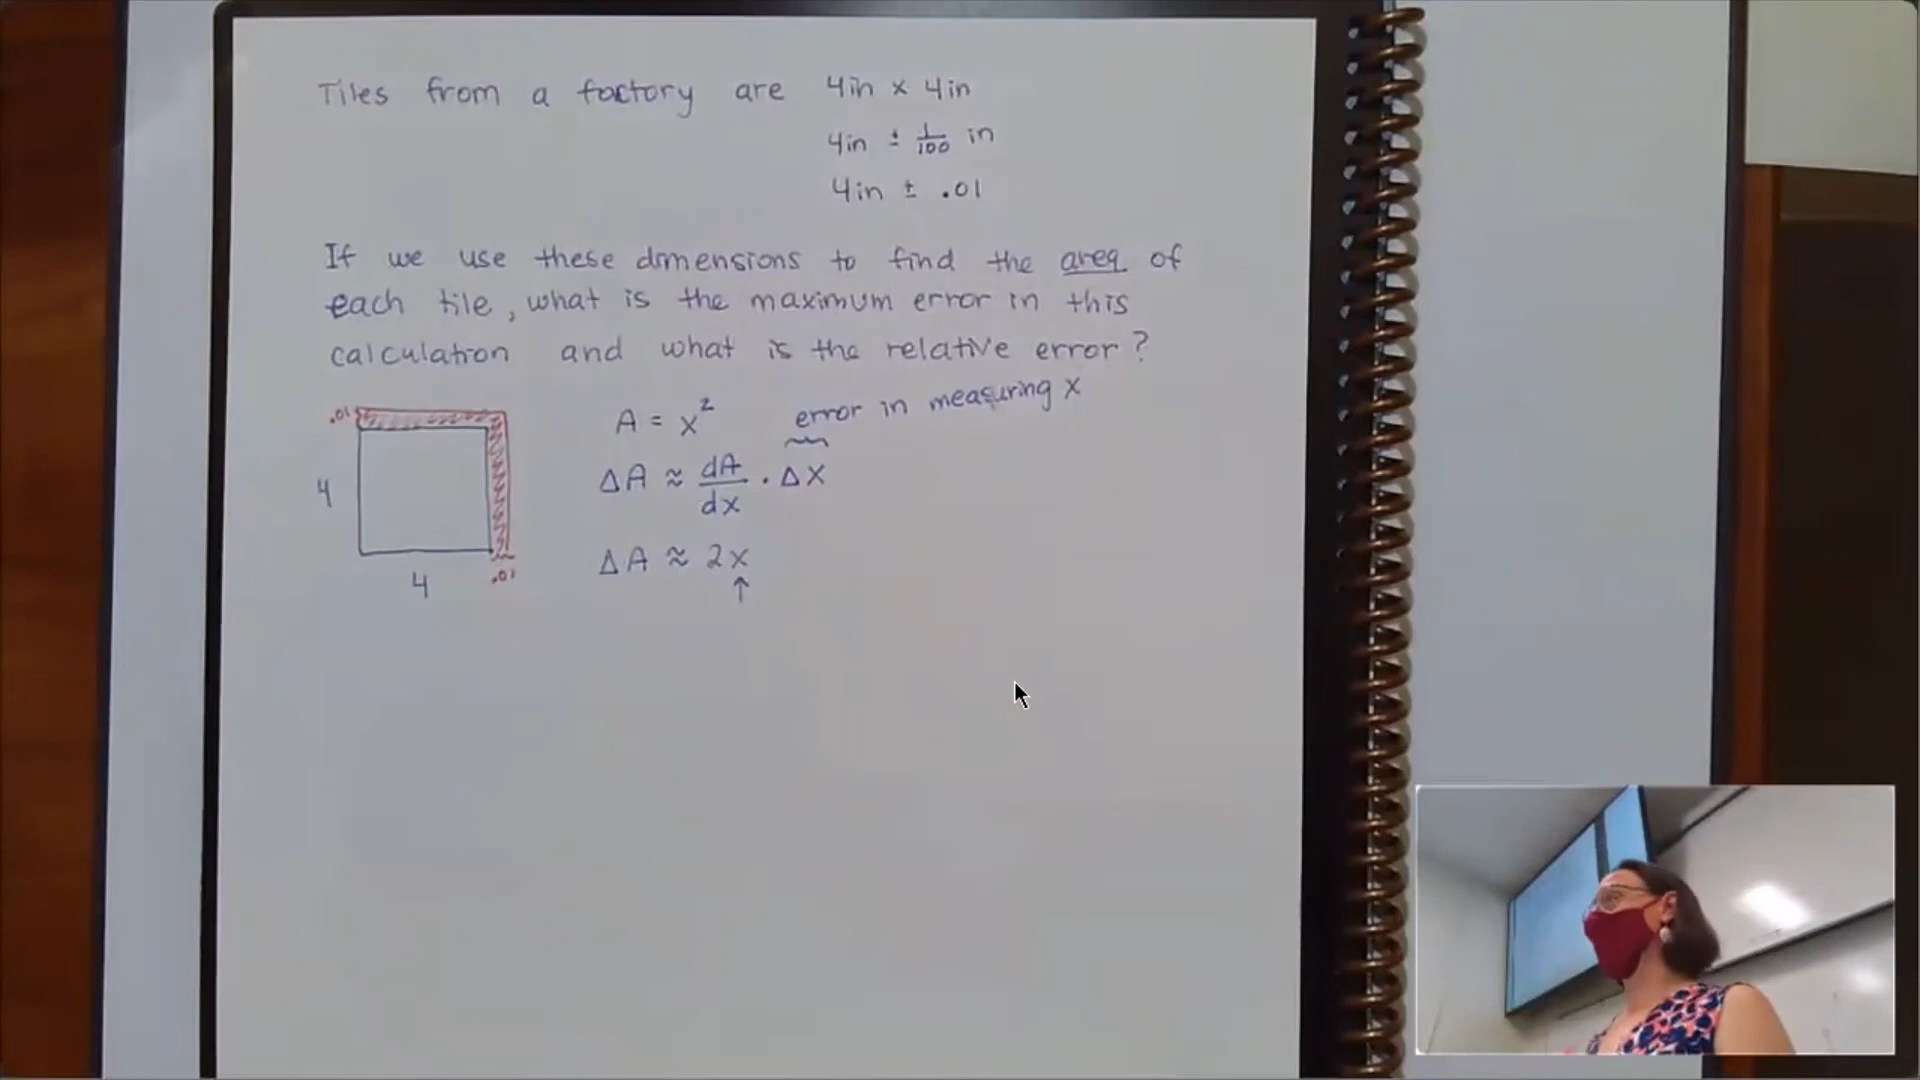 Tiles from a factory are 4in x 4in
4in ± 1/100 in
4in ± .01
If we use these dimensions to find the area of
each tile, what is the maximum error in this
calculation and what is the relative error?
.01
4
4
.01
A = x²
error in measuring x
ΔA ≈ dA/dx · Δx
ΔA ≈ 2x
↑